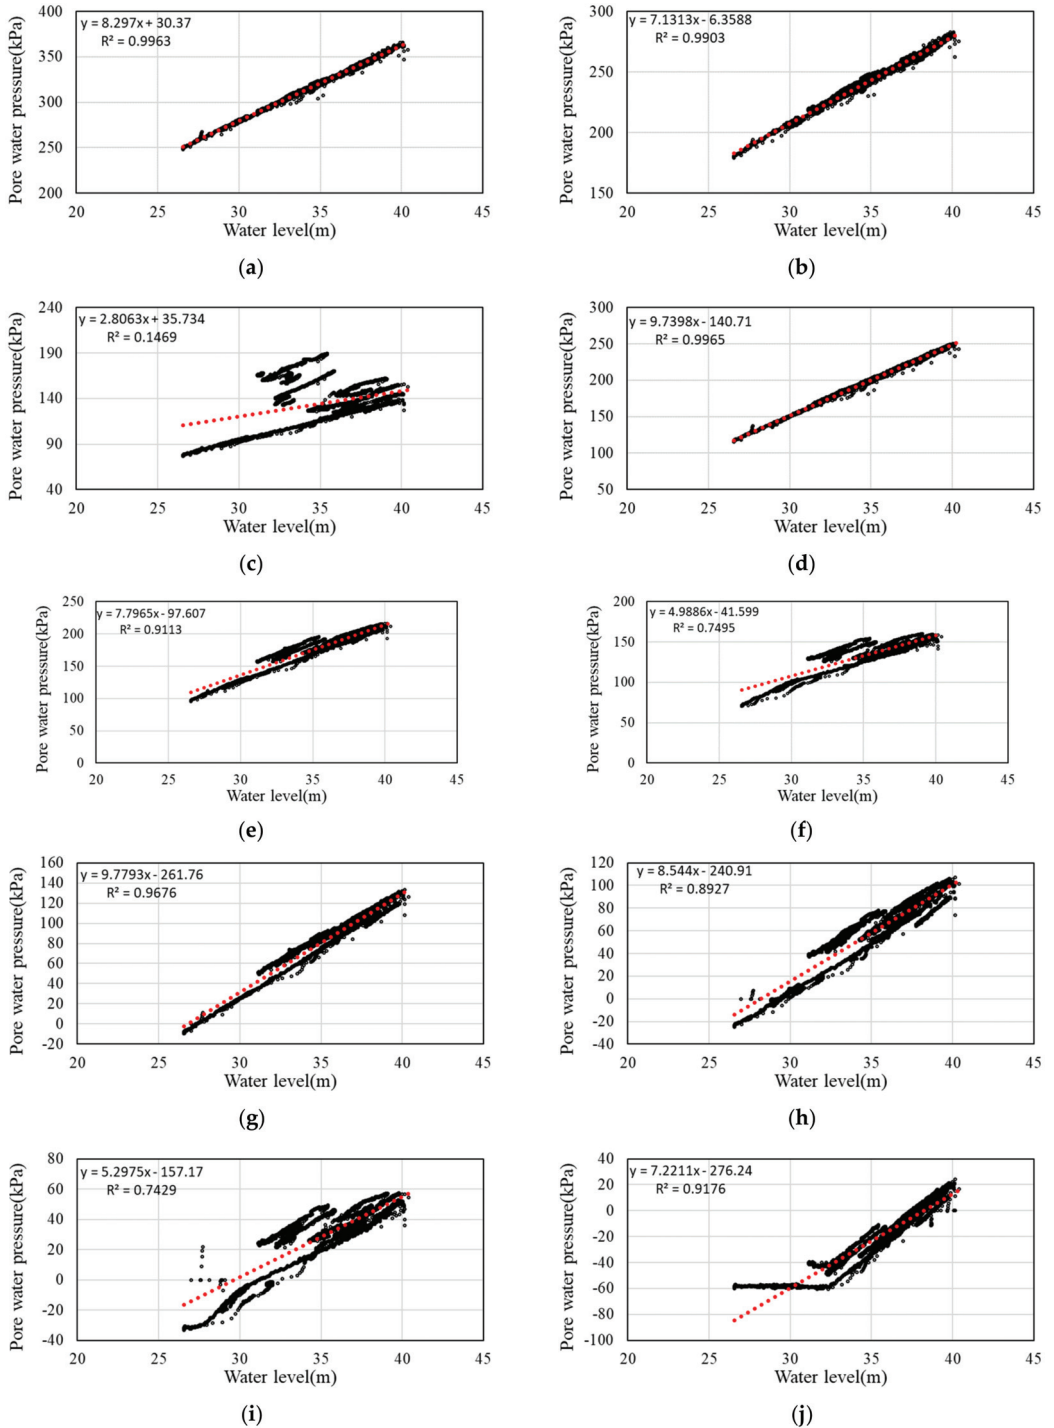 y = 8.297x + 30.37
R² = 0.9963
400
350
300
250
200
20 25 30 35 40 45
Pore water pressure(kPa)
Water level(m)
(a)
y = 7.1313x - 6.3588
R² = 0.9903
300
250
200
150
20 25 30 35 40 45
Pore water pressure(kPa)
Water level(m)
(b)
y = 2.8063x + 35.734
R² = 0.1469
240
190
140
90
40
20 25 30 35 40 45
Pore water pressure(kPa)
Water level(m)
(c)
y = 9.7398x - 140.71
R² = 0.9965
300
250
200
150
100
50
20 25 30 35 40 45
Pore water pressure(kPa)
Water level(m)
(d)
y = 7.7965x - 97.607
R² = 0.9113
250
200
150
100
50
0
20 25 30 35 40 45
Pore water pressure(kPa)
Water level(m)
(e)
y = 4.9886x - 41.599
R² = 0.7495
200
150
100
50
0
20 25 30 35 40 45
Pore water pressure(kPa)
Water level(m)
(f)
y = 9.7793x - 261.76
R² = 0.9676
160
140
120
100
80
60
40
20
0
-20
20 25 30 35 40 45
Pore water pressure(kPa)
Water level(m)
(g)
y = 8.544x - 240.91
R² = 0.8927
120
100
80
60
40
20
0
-20
-40
20 25 30 35 40 45
Pore water pressure(kPa)
Water level(m)
(h)
y = 5.2975x - 157.17
R² = 0.7429
80
60
40
20
0
-20
-40
20 25 30 35 40 45
Pore water pressure(kPa)
Water level(m)
(i)
y = 7.2211x - 276.24
R² = 0.9176
40
20
0
-20
-40
-60
-80
-100
20 25 30 35 40 45
Pore water pressure(kPa)
Water level(m)
(j)